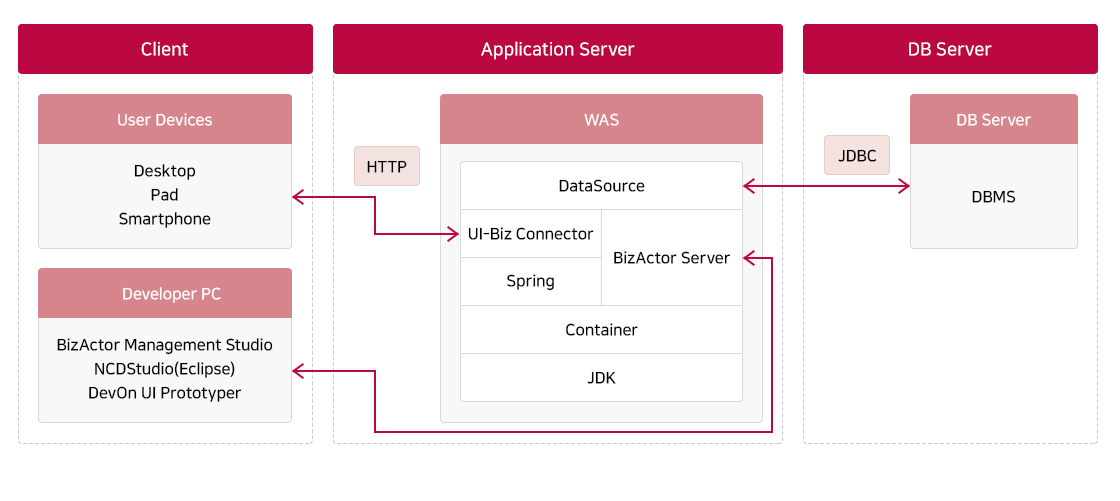 Client
Application Server
DB Server
User Devices
Desktop
Pad
Smartphone
Developer PC
BizActor Management Studio
NCDStudio(Eclipse)
DevOn UI Prototyper
HTTP
WAS
DataSource
UI-Biz Connector
BizActor Server
Spring
Container
JDK
JDBC
DB Server
DBMS